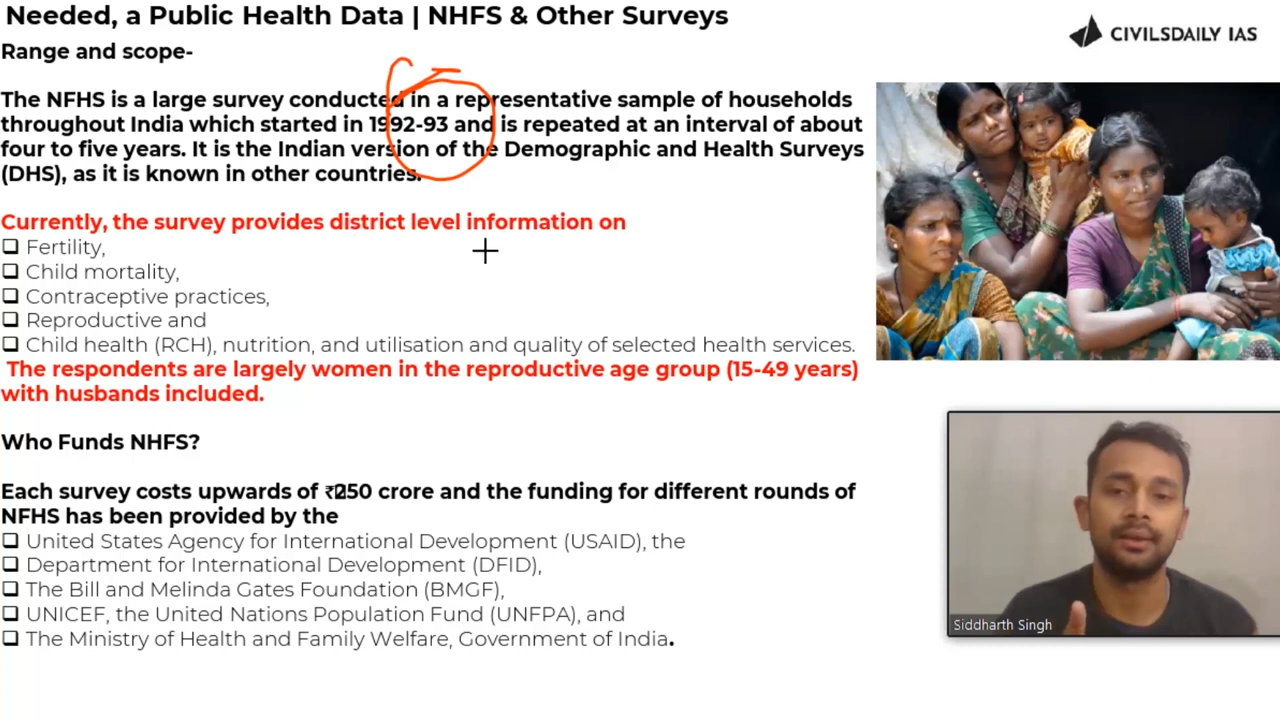 Needed, a Public Health Data | NHFS & Other Surveys
CIVILSDAILY IAS
Range and scope-
The NFHS is a large survey conducted in a representative sample of households
throughout India which started in 1992-93 and is repeated at an interval of about
four to five years. It is the Indian version of the Demographic and Health Surveys
(DHS), as it is known in other countries.
Currently, the survey provides district level information on
Fertility,
Child mortality,
Contraceptive practices,
Reproductive and
Child health (RCH), nutrition, and utilisation and quality of selected health services.
The respondents are largely women in the reproductive age group (15-49 years)
with husbands included.
Who Funds NHFS?
Each survey costs upwards of ₹250 crore and the funding for different rounds of
NFHS has been provided by the
United States Agency for International Development (USAID), the
Department for International Development (DFID),
The Bill and Melinda Gates Foundation (BMGF),
UNICEF, the United Nations Population Fund (UNFPA), and
The Ministry of Health and Family Welfare, Government of India.
Siddharth Singh